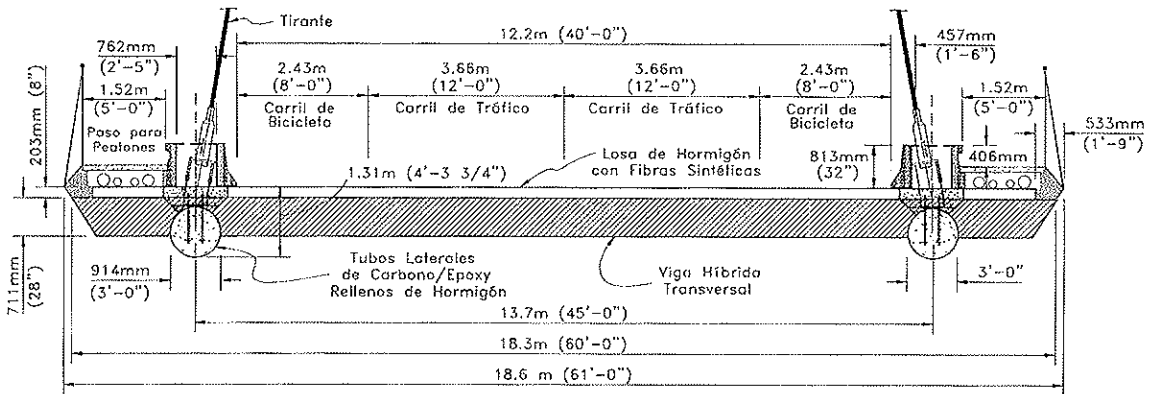 Tirante
12.2m (40'-0")
762mm
(2'-5")
457mm
(1'-6")
2.43m
(8'-0")
Carril de
Bicicleta
3.66m
(12'-0")
Carril de Tráfico
3.66m
(12'-0")
Carril de Tráfico
2.43m
(8'-0")
Carril de
Bicicleta
1.52m
(5'-0")
Paso para
Peatones
1.52m
(5'-0")
203mm (8")
533mm
(1'-9")
813mm
(32")
406mm
Losa de Hormigón
con Fibras Sintéticas
1.31m (4'-3 3/4")
711mm
(28")
914mm
(3'-0")
Tubos Laterales
de Carbono/Epoxy
Rellenos de Hormigón
Viga Híbrida
Transversal
3'-0"
13.7m (45'-0")
18.3m (60'-0")
18.6 m (61'-0")